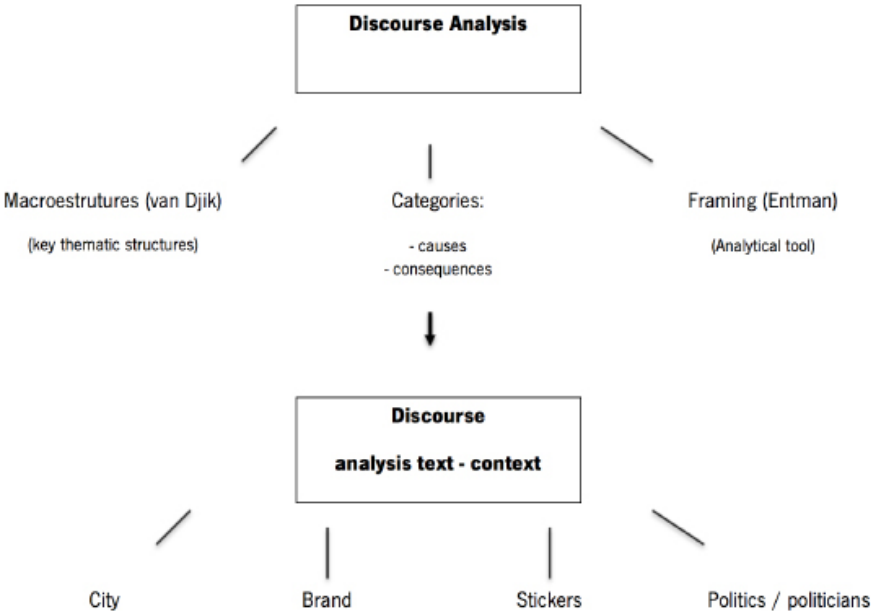 Discourse Analysis
Macroestrutures (van Djik)
Categories:
Framing (Entman)
(key thematic structures)
- causes
- consequences
(Analytical tool)
Discourse
analysis text - context
City
Brand
Stickers
Politics / politicians